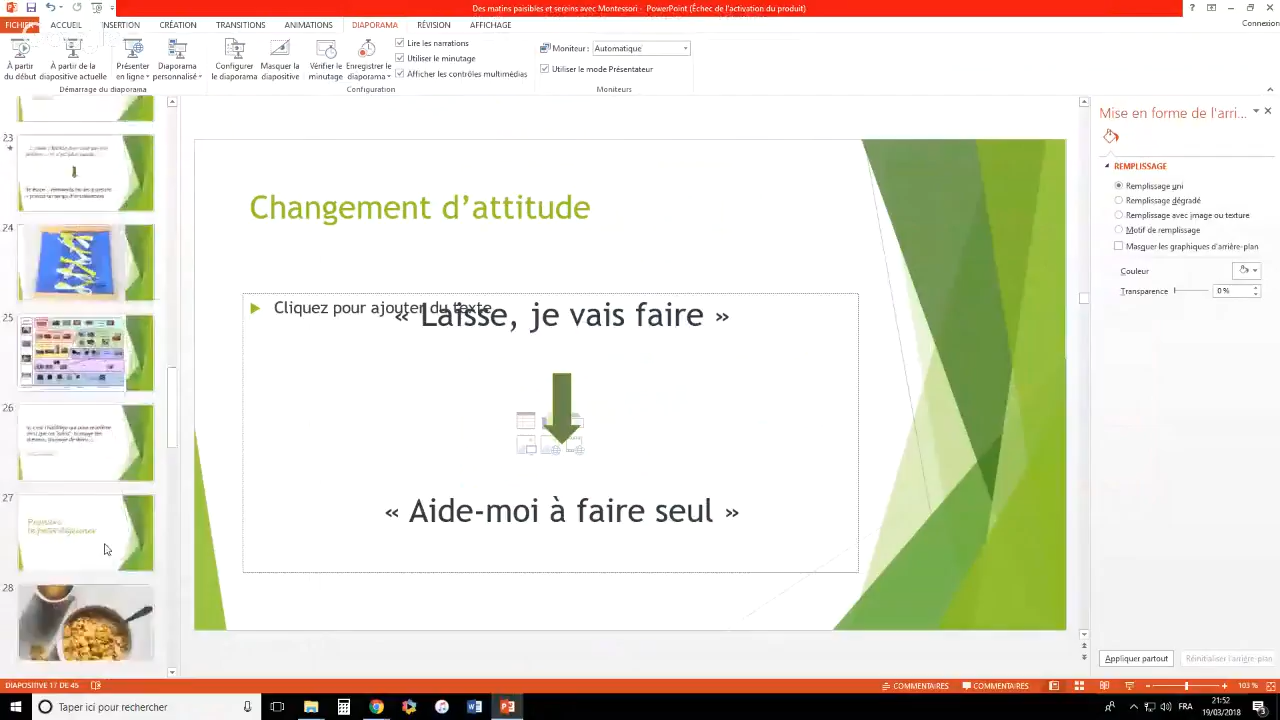 Des matins paisibles et sereins avec Montessori - PowerPoint (Échec de l'activation du produit)
FICHIER ACCUEIL INSERTION CRÉATION TRANSITIONS ANIMATIONS DIAPORAMA RÉVISION AFFICHAGE
Connexion
À partir du début
À partir de la diapositive actuelle
Présenter en ligne
Diaporama personnalisé
Démarrage du diaporama
Configurer le diaporama
Masquer la diapositive
Vérifier le minutage
Enregistrer le diaporama
Lire les narrations
Utiliser le minutage
Afficher les contrôles multimédias
Configuration
Moniteur : Automatique
Utiliser le mode Présentateur
Moniteurs
23
24
25
26
27
28
Changement d'attitude
Cliquez pour ajouter du texte
« Laisse, je vais faire »
« Aide-moi à faire seul »
Mise en forme de l'arri...
REMPLISSAGE
Remplissage uni
Remplissage dégradé
Remplissage avec image ou texture
Motif de remplissage
Masquer les graphiques d'arrière-plan
Couleur
Transparence 0 %
Appliquer partout
Réinitialiser l'arrière-plan
DIAPOSITIVE 17 DE 45
COMMENTAIRES
COMMENTAIRES
103 %
Taper ici pour rechercher
21:52
19/03/2018